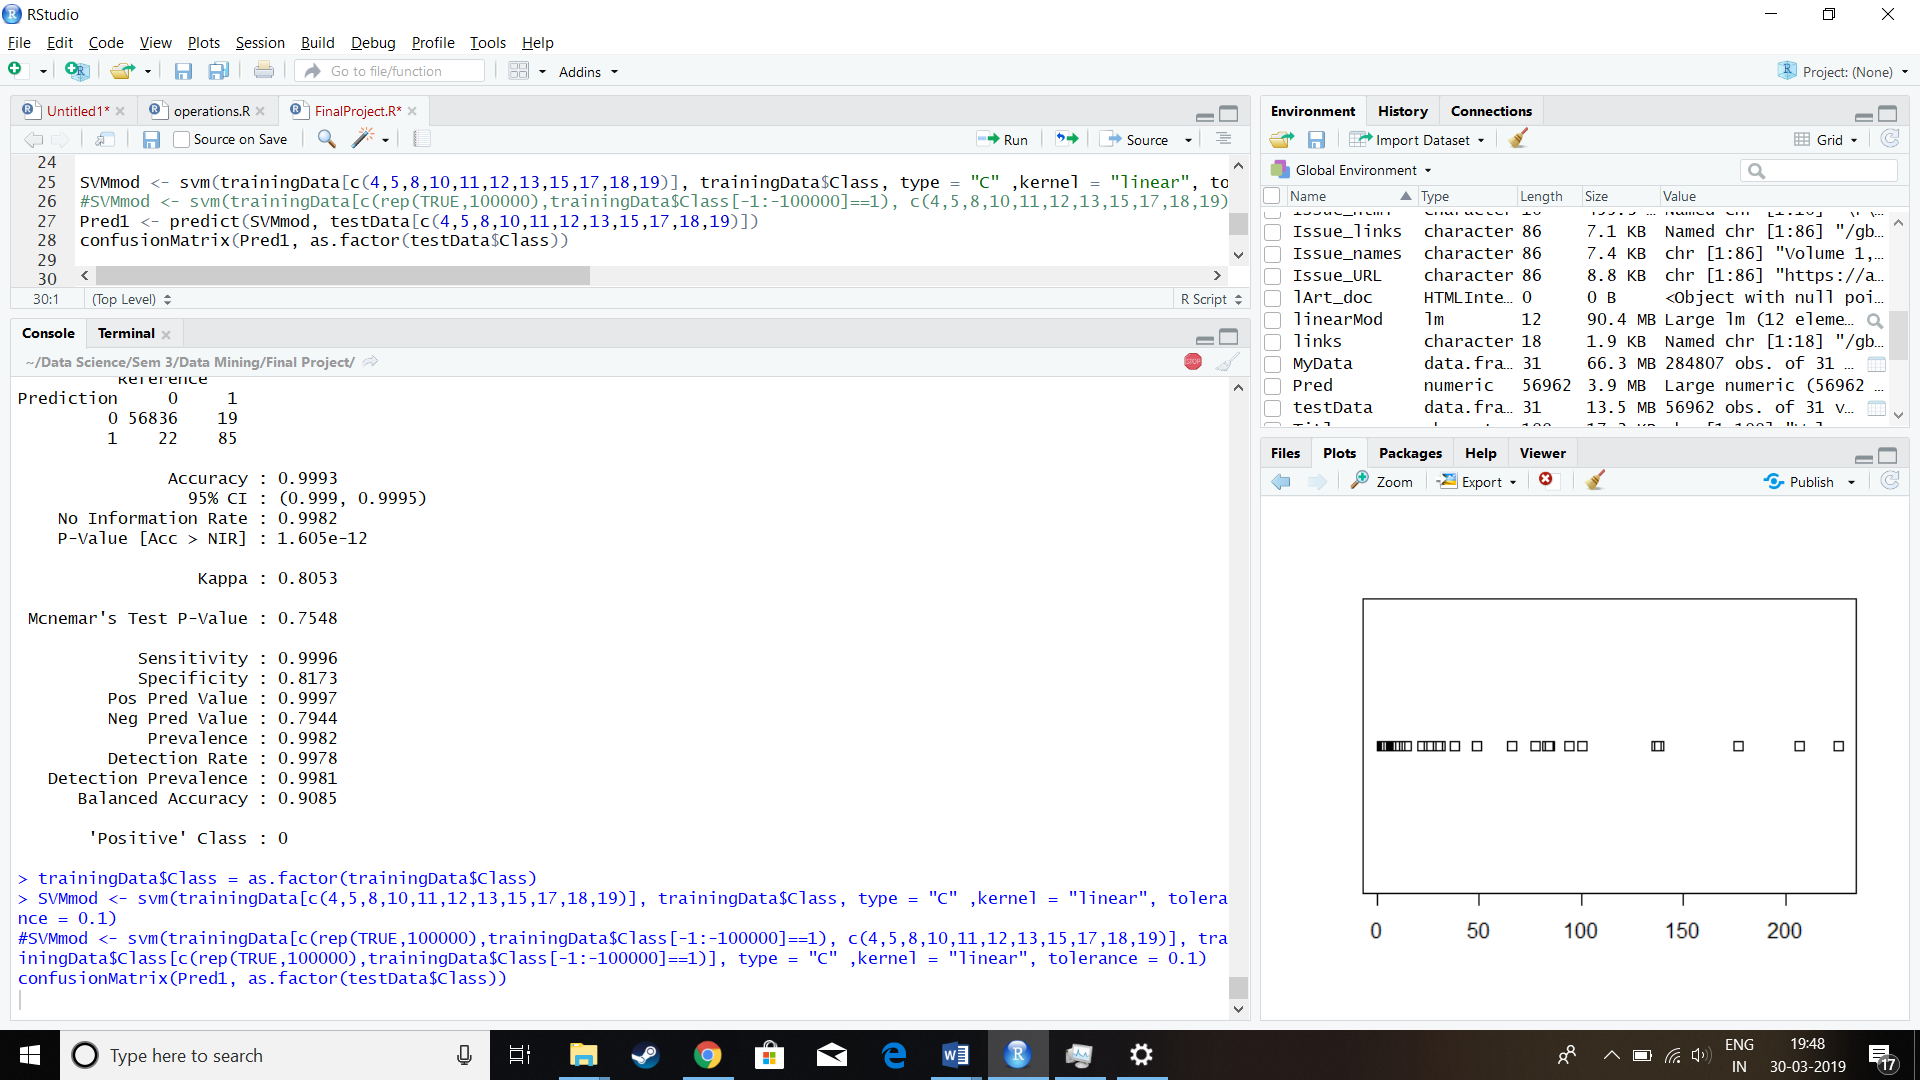 RStudio
File Edit Code View Plots Session Build Debug Profile Tools Help
Go to file/function Addins Project: (None)
Untitled1* operations.R FinalProject.R*
Source on Save Run Source
24
25 SVMmod <- svm(trainingData[c(4,5,8,10,11,12,13,15,17,18,19)], trainingData$Class, type = "C" ,kernel = "linear", to
26 #SVMmod <- svm(trainingData[c(rep(TRUE,100000),trainingData$Class[-1:-100000]==1), c(4,5,8,10,11,12,13,15,17,18,19)
27 Pred1 <- predict(SVMmod, testData[c(4,5,8,10,11,12,13,15,17,18,19)])
28 confusionMatrix(Pred1, as.factor(testData$Class))
29
30
30:1 (Top Level) R Script
Console Terminal
~/Data Science/Sem 3/Data Mining/Final Project/
STOP
Reference
Prediction 0 1
0 56836 19
1 22 85
Accuracy : 0.9993
95% CI : (0.999, 0.9995)
No Information Rate : 0.9982
P-Value [Acc > NIR] : 1.605e-12
Kappa : 0.8053
Mcnemar's Test P-Value : 0.7548
Sensitivity : 0.9996
Specificity : 0.8173
Pos Pred Value : 0.9997
Neg Pred Value : 0.7944
Prevalence : 0.9982
Detection Rate : 0.9978
Detection Prevalence : 0.9981
Balanced Accuracy : 0.9085
'Positive' Class : 0
> trainingData$Class = as.factor(trainingData$Class)
> SVMmod <- svm(trainingData[c(4,5,8,10,11,12,13,15,17,18,19)], trainingData$Class, type = "C" ,kernel = "linear", tolera
nce = 0.1)
#SVMmod <- svm(trainingData[c(rep(TRUE,100000),trainingData$Class[-1:-100000]==1), c(4,5,8,10,11,12,13,15,17,18,19)], tra
iningData$Class[c(rep(TRUE,100000),trainingData$Class[-1:-100000]==1)], type = "C" ,kernel = "linear", tolerance = 0.1)
confusionMatrix(Pred1, as.factor(testData$Class))
Environment History Connections
Import Dataset Grid
Global Environment
Name Type Length Size Value
Issue_links character 86 7.1 KB Named chr [1:86] "/gb...
Issue_names character 86 7.4 KB chr [1:86] "Volume 1,...
Issue_URL character 86 8.8 KB chr [1:86] "https://a...
lArt_doc HTMLInte... 0 0 B <Object with null poi...
linearMod lm 12 90.4 MB Large lm (12 eleme...
links character 18 1.9 KB Named chr [1:18] "/gb...
MyData data.fra... 31 66.3 MB 284807 obs. of 31 ...
Pred numeric 56962 3.9 MB Large numeric (56962 ...
testData data.fra... 31 13.5 MB 56962 obs. of 31 v...
Files Plots Packages Help Viewer
Zoom Export Publish
0 50 100 150 200
Type here to search
ENG
IN
19:48
30-03-2019
17